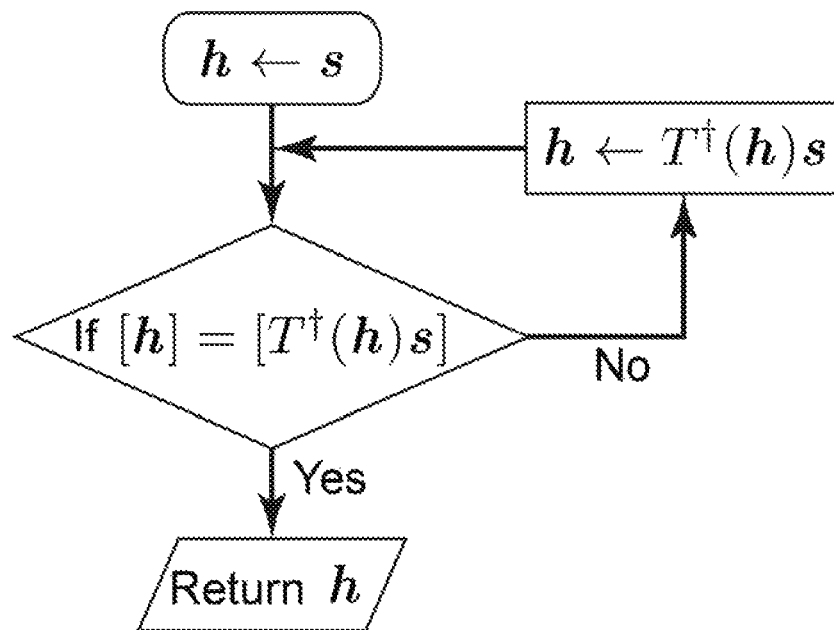 h ← s
h ← T†(h)s
If [h] = [T†(h)s]
No
Yes
Return h